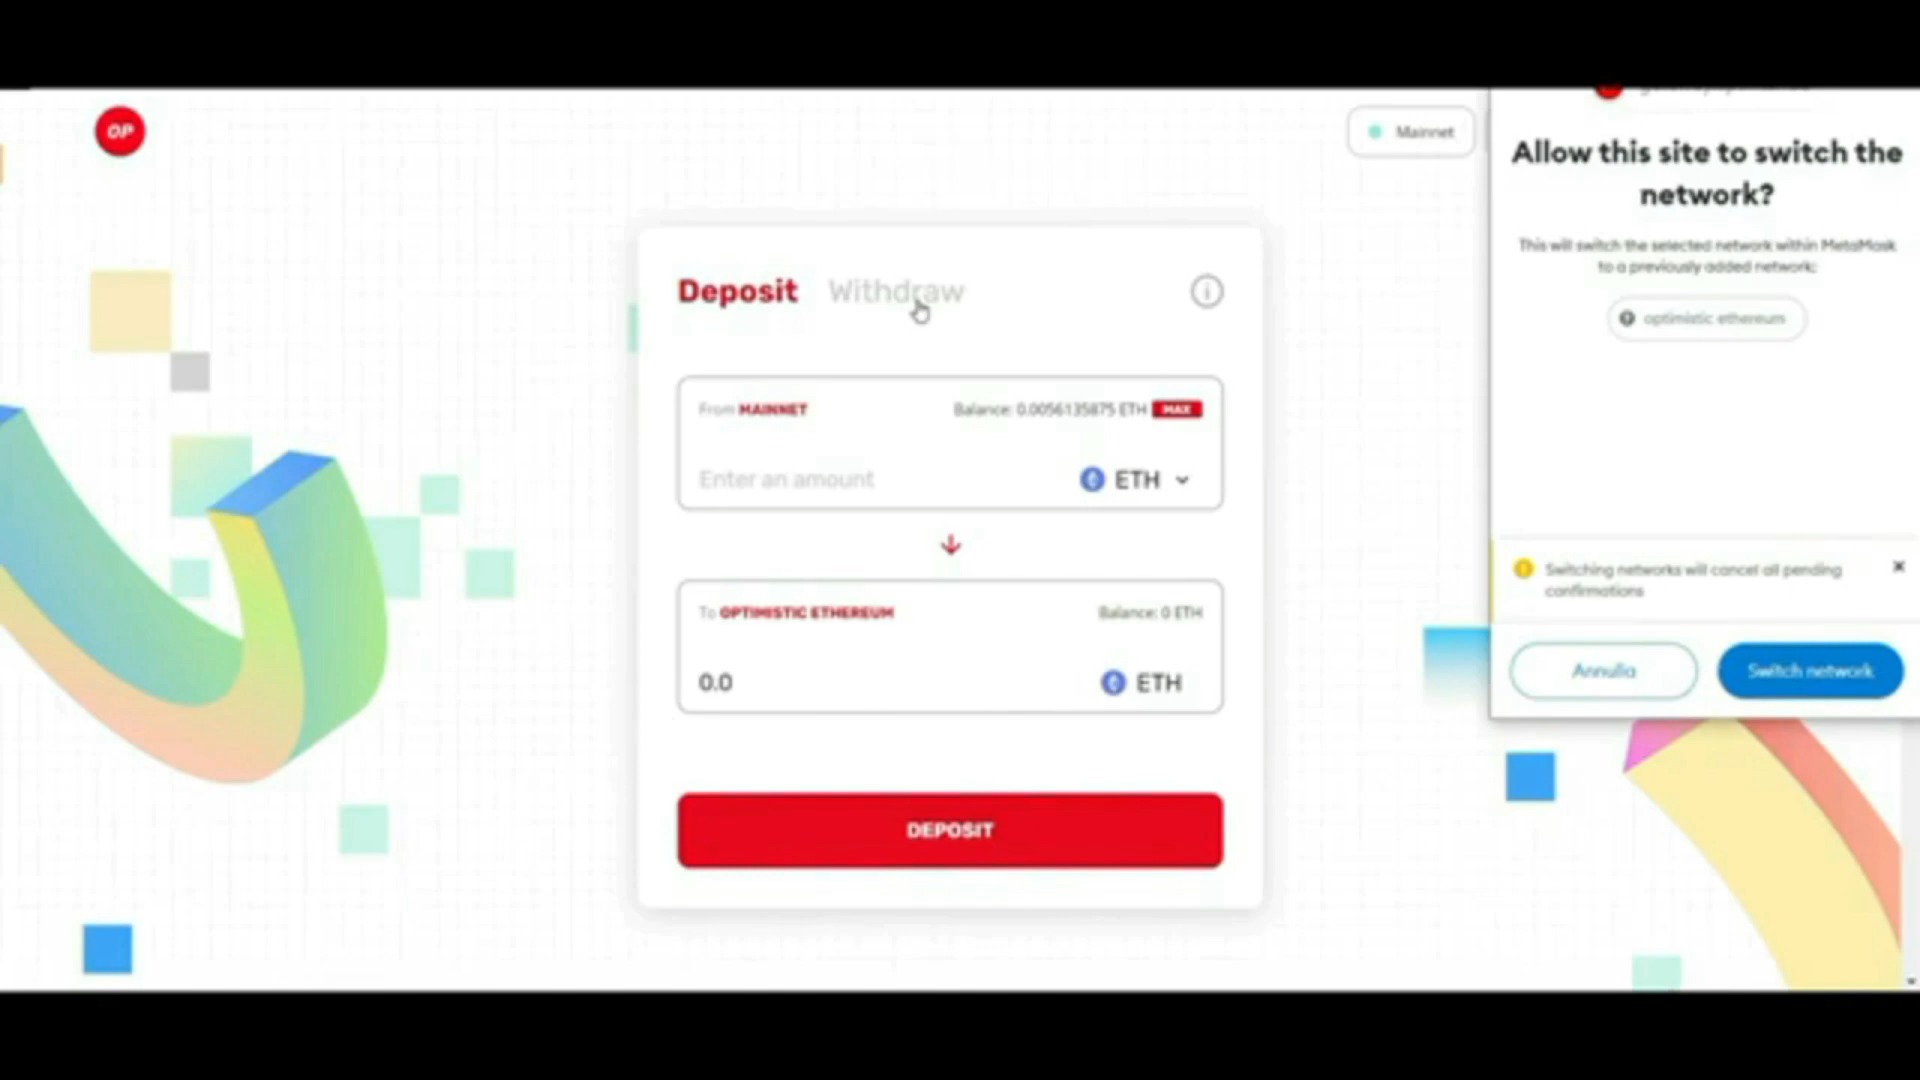 OP
Mainnet
Deposit Withdraw
From MAINNET
Balance: 0.0056135875 ETH MAX
Enter an amount
ETH
To OPTIMISTIC ETHEREUM
Balance: 0 ETH
0.0
ETH
DEPOSIT
Allow this site to switch the
network?
This will switch the selected network within MetaMask
to a previously added network:
optimistic ethereum
Switching networks will cancel all pending
confirmations
Annulla
Switch network